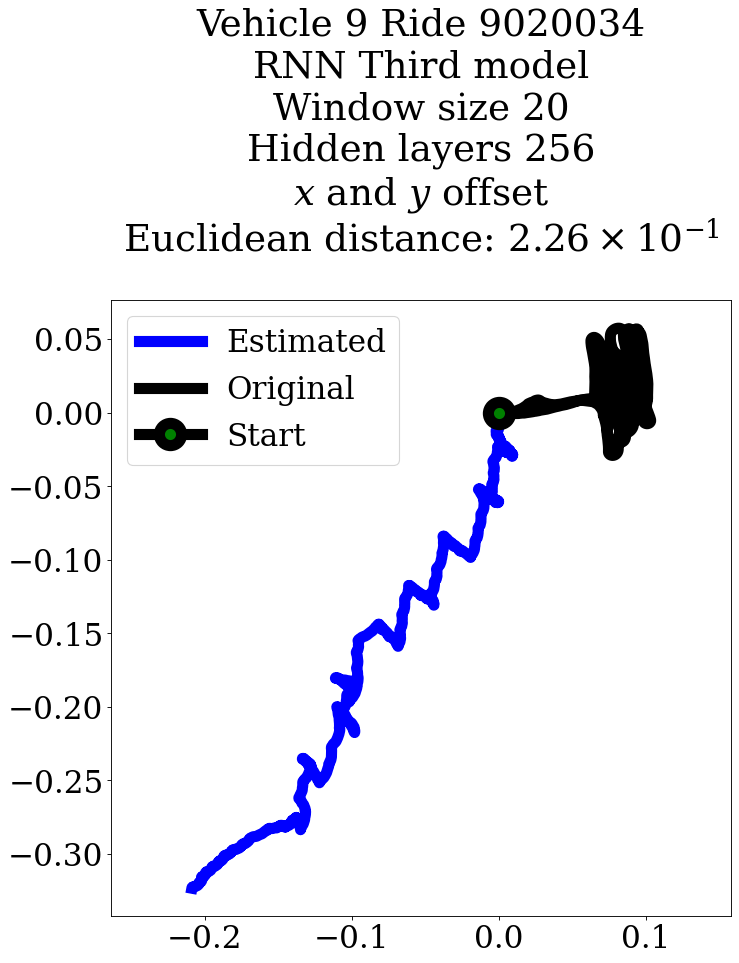 Vehicle 9 Ride 9020034
RNN Third model
Window size 20
Hidden layers 256
x and y offset
Euclidean distance: 2.26 × 10⁻¹
Estimated
Original
Start
0.05
0.00
−0.05
−0.10
−0.15
−0.20
−0.25
−0.30
−0.2 −0.1 0.0 0.1